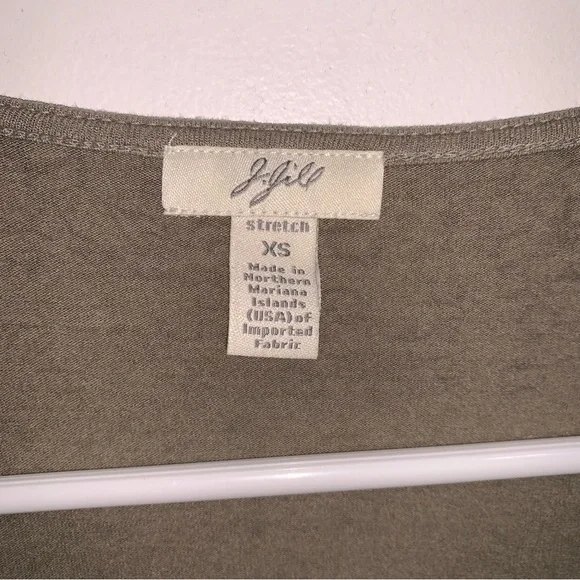 J.Jill
stretch
XS
Made in
Northern
Mariana
Islands
(USA) of
Imported
Fabric